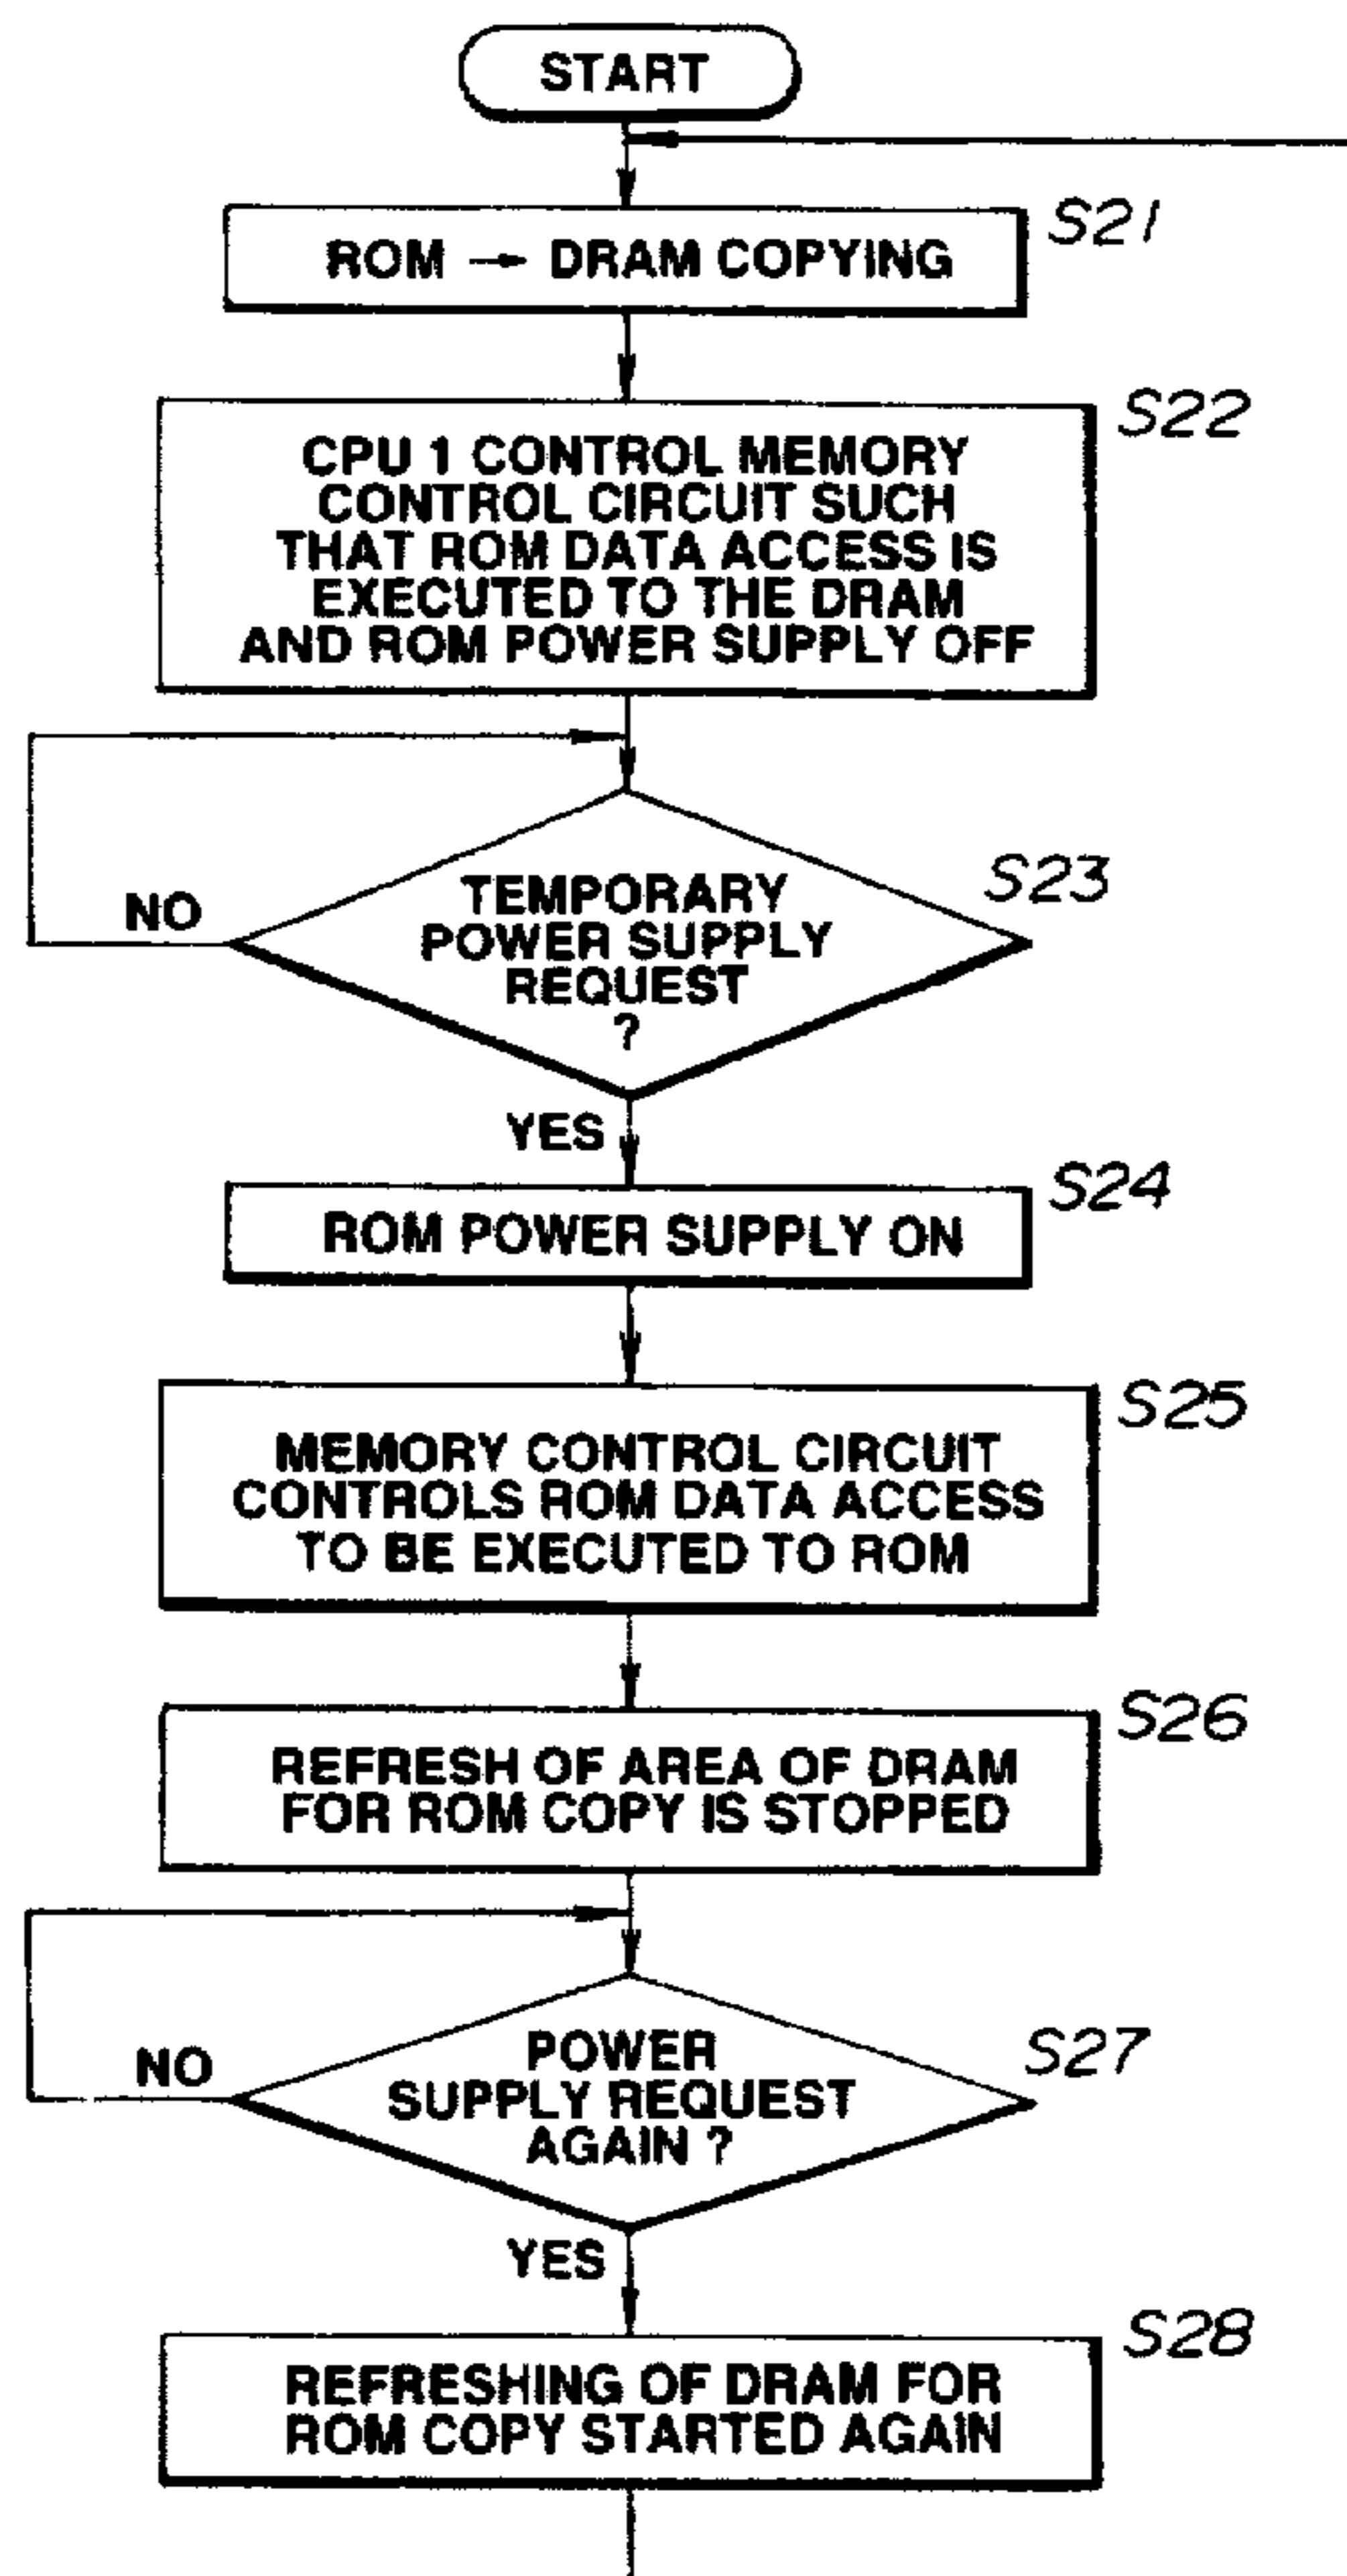 START
S21
ROM → DRAM COPYING
S22
CPU 1 CONTROL MEMORY
CONTROL CIRCUIT SUCH
THAT ROM DATA ACCESS IS
EXECUTED TO THE DRAM
AND ROM POWER SUPPLY OFF
S23
NO
TEMPORARY
POWER SUPPLY
REQUEST
?
YES
S24
ROM POWER SUPPLY ON
S25
MEMORY CONTROL CIRCUIT
CONTROLS ROM DATA ACCESS
TO BE EXECUTED TO ROM
S26
REFRESH OF AREA OF DRAM
FOR ROM COPY IS STOPPED
S27
NO
POWER
SUPPLY REQUEST
AGAIN ?
YES
S28
REFRESHING OF DRAM FOR
ROM COPY STARTED AGAIN